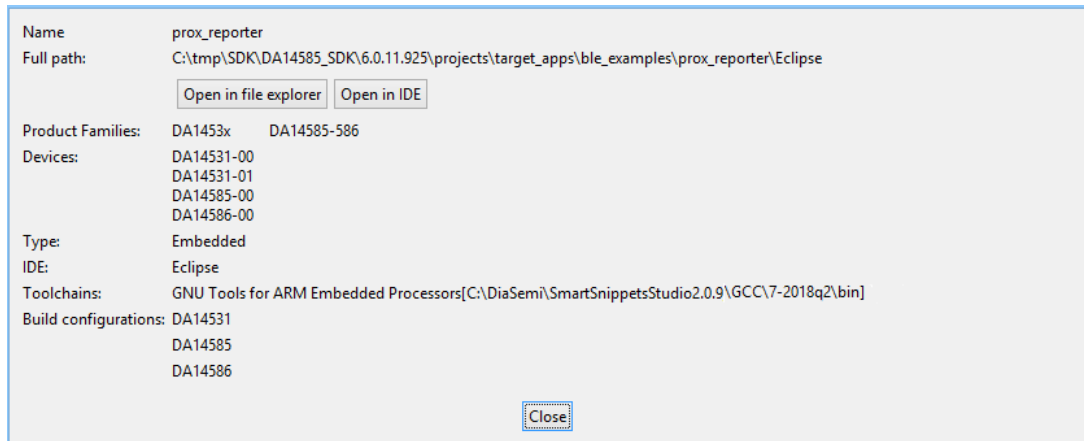 Name prox_reporter
Full path: C:\tmp\SDK\DA14585_SDK\6.0.11.925\projects\target_apps\ble_examples\prox_reporter\Eclipse
Open in file explorer Open in IDE
Product Families: DA1453x DA14585-586
Devices: DA14531-00
DA14531-01
DA14585-00
DA14586-00
Type: Embedded
IDE: Eclipse
Toolchains: GNU Tools for ARM Embedded Processors[C:\DiaSemi\SmartSnippetsStudio2.0.9\GCC\7-2018q2\bin]
Build configurations: DA14531
DA14585
DA14586
Close